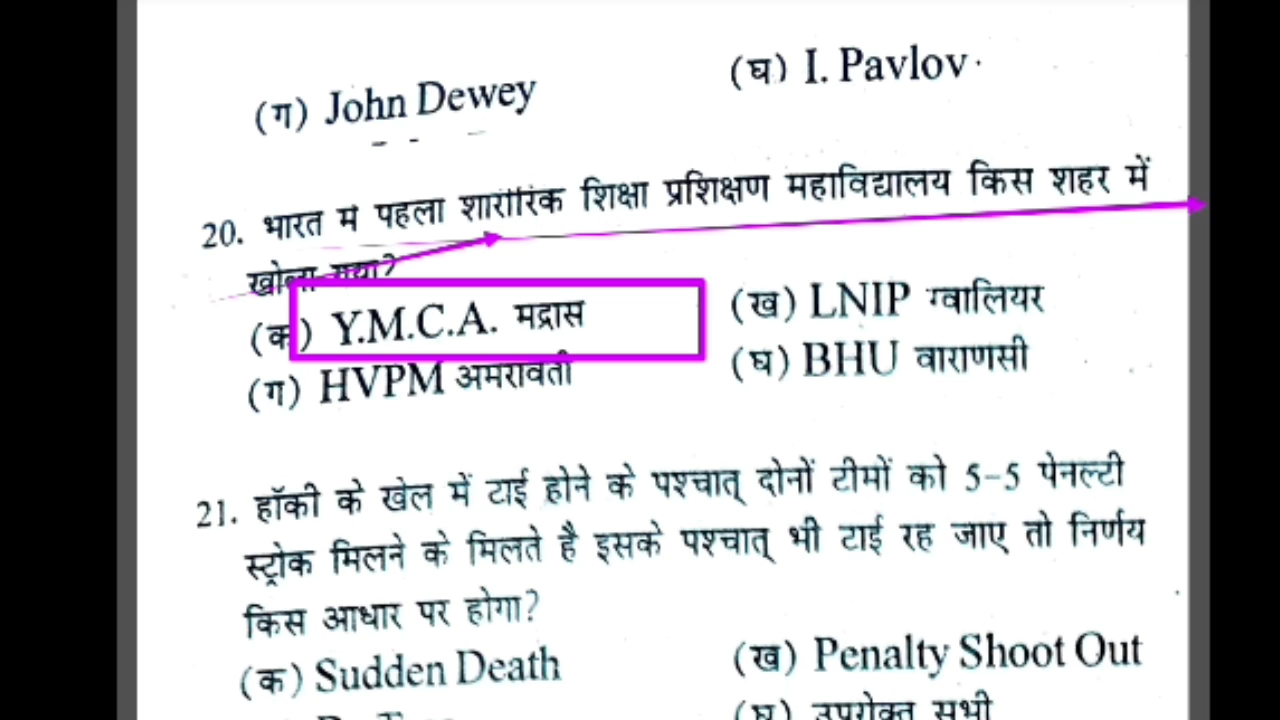 (ग) John Dewey
(घ) I. Pavlov
20. भारत में पहला शारीरिक शिक्षा प्रशिक्षण महाविद्यालय किस शहर में
खोला गया?
(क) Y.M.C.A. मद्रास
(ख) LNIP ग्वालियर
(ग) HVPM अमरावती
(घ) BHU वाराणसी
21. हॉकी के खेल में टाई होने के पश्चात् दोनों टीमों को 5-5 पेनल्टी
स्ट्रोक मिलने के मिलते है इसके पश्चात् भी टाई रह जाए तो निर्णय
किस आधार पर होगा?
(क) Sudden Death
(ख) Penalty Shoot Out
(घ) उपरोक्त सभी